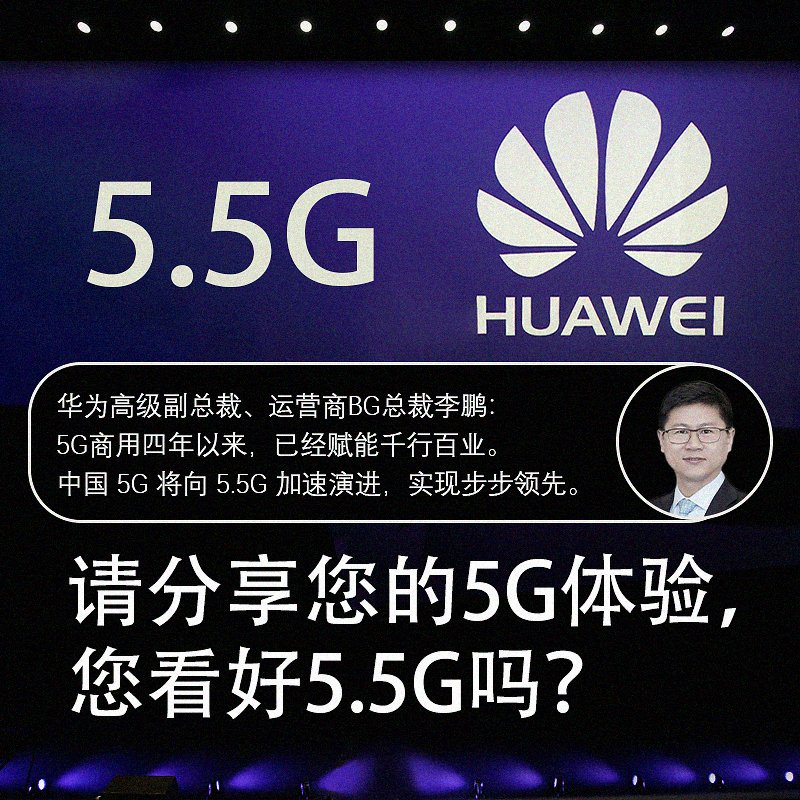 5.5G
HUAWEI
华为高级副总裁、运营商BG总裁李鹏：
5G商用四年以来，已经赋能千行百业。
中国 5G 将向 5.5G 加速演进，实现步步领先。
请分享您的5G体验，
您看好5.5G吗？